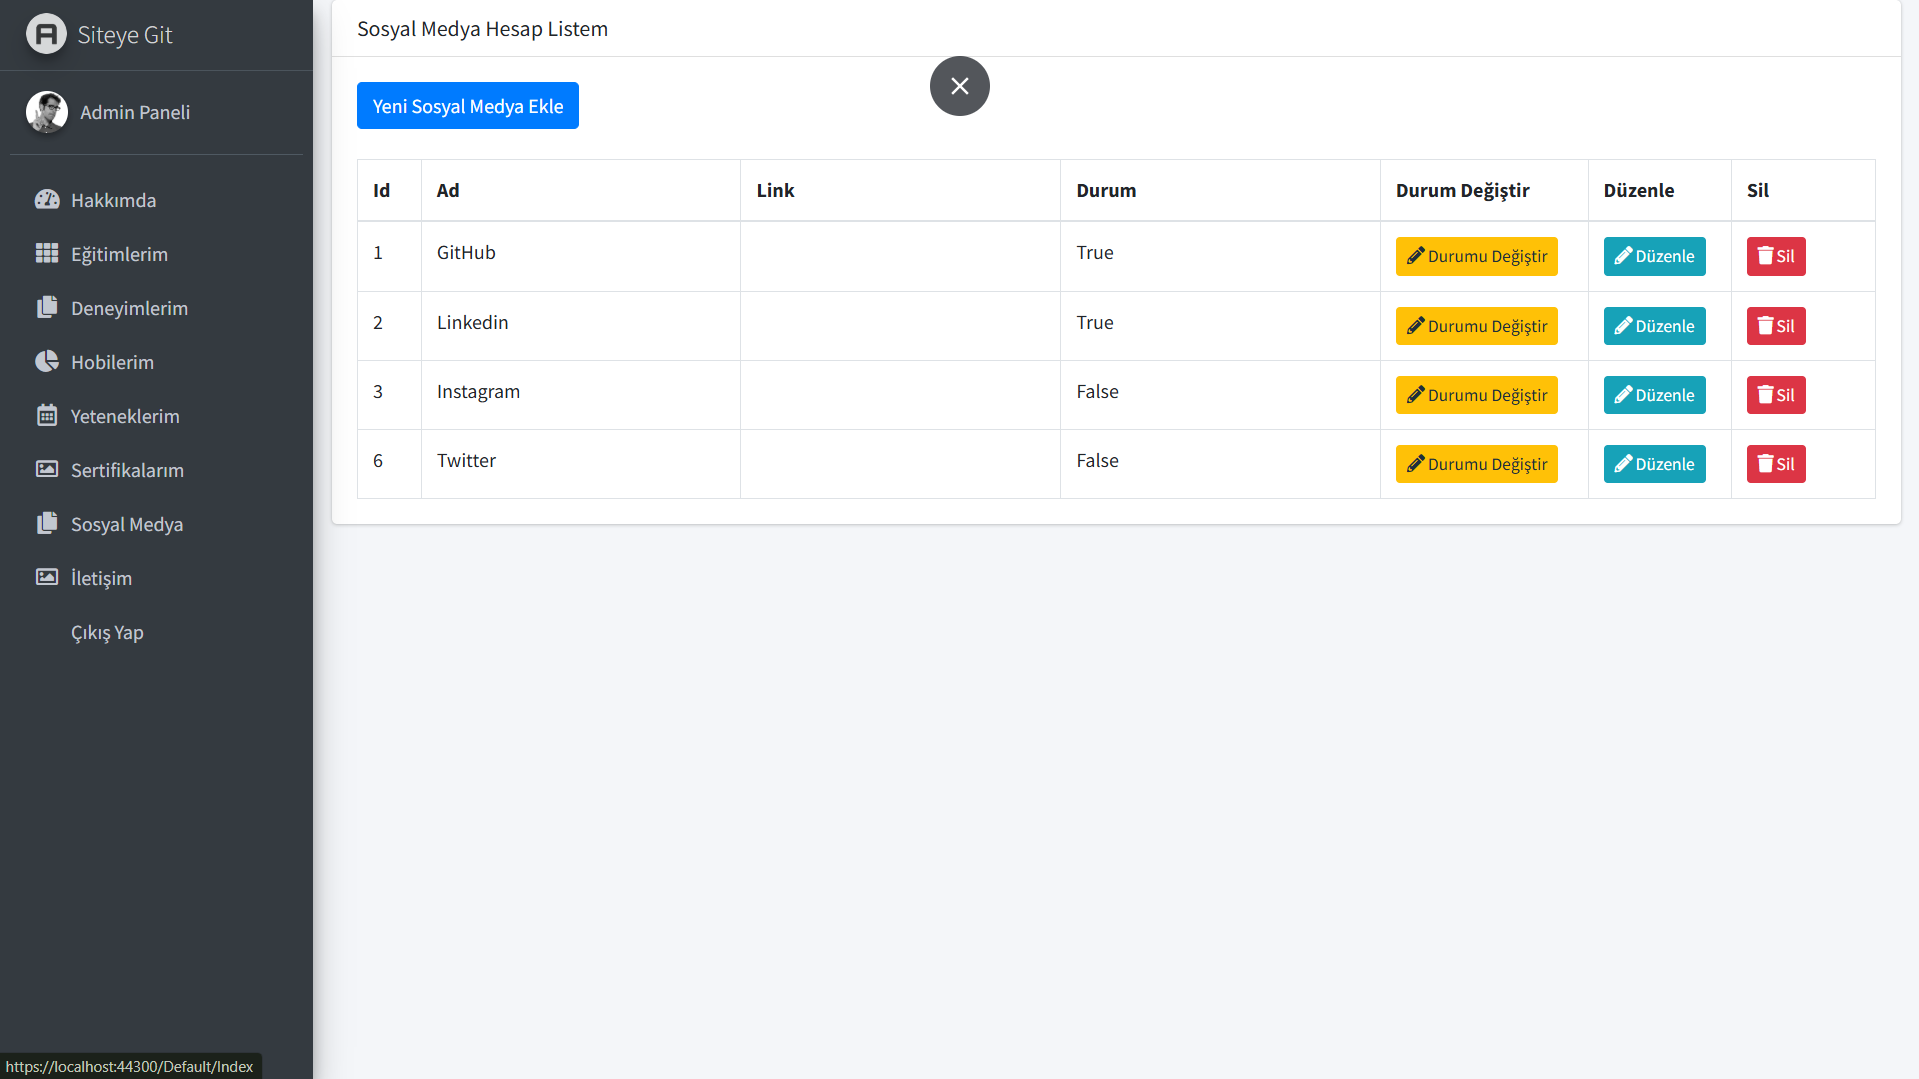 Siteye Git
Admin Paneli
Hakkımda
Eğitimlerim
Deneyimlerim
Hobilerim
Yeteneklerim
Sertifikalarım
Sosyal Medya
İletişim
Çıkış Yap
Sosyal Medya Hesap Listem
Yeni Sosyal Medya Ekle
Id Ad Link Durum Durum Değiştir Düzenle Sil
1 GitHub True Durumu Değiştir Düzenle Sil
2 Linkedin True Durumu Değiştir Düzenle Sil
3 Instagram False Durumu Değiştir Düzenle Sil
6 Twitter False Durumu Değiştir Düzenle Sil
https://localhost:44300/Default/Index